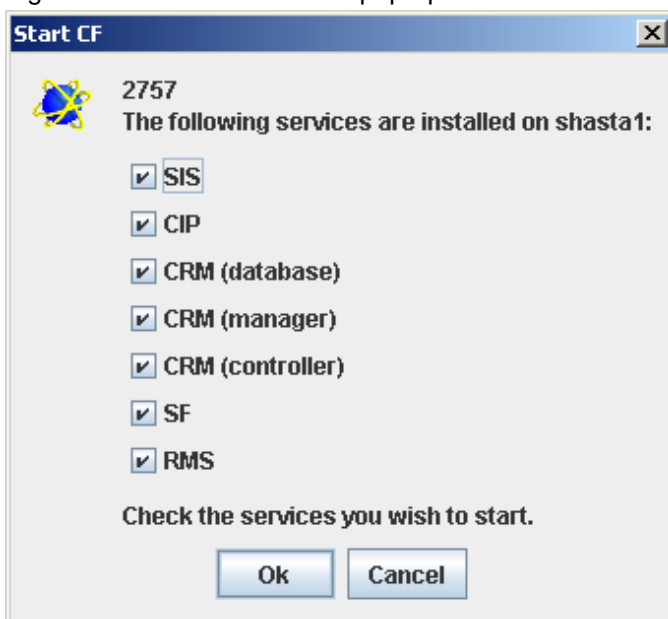 Start CF
2757
The following services are installed on shasta1:
SIS
CIP
CRM (database)
CRM (manager)
CRM (controller)
SF
RMS
Check the services you wish to start.
Ok
Cancel